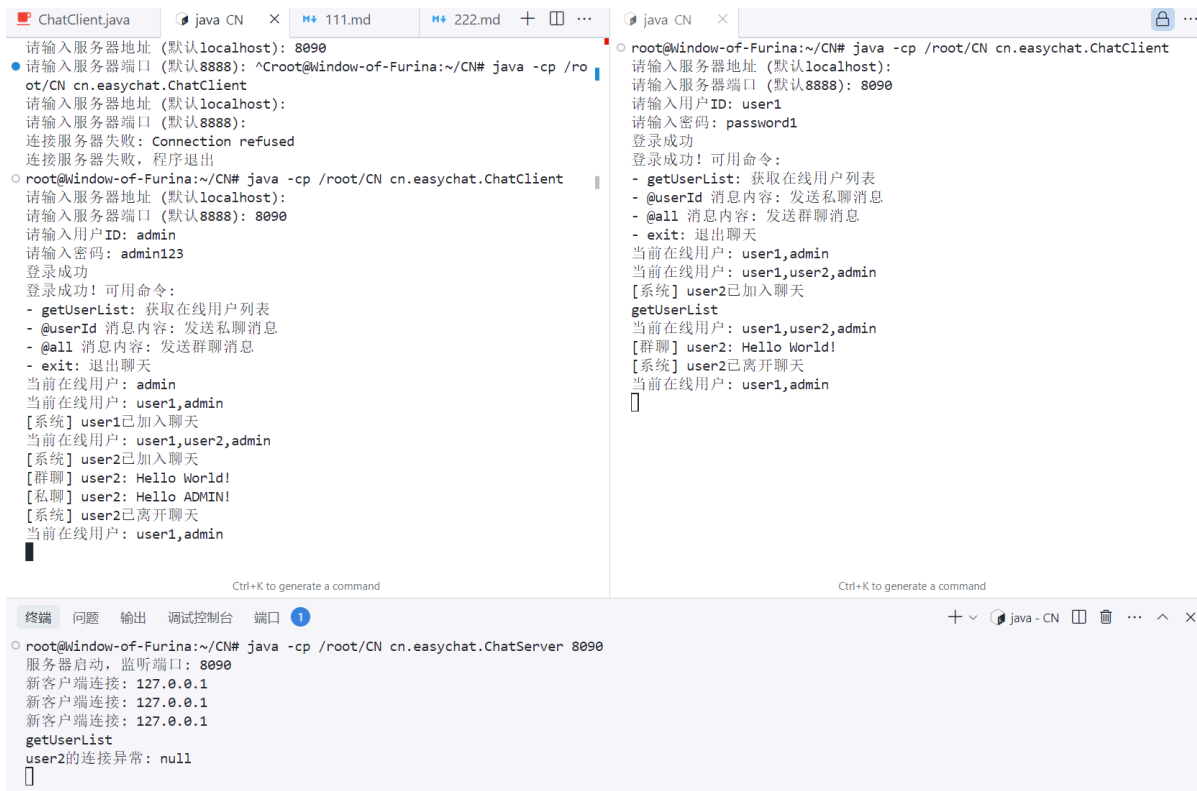 ChatClient.java java CN 111.md 222.md
请输入服务器地址 (默认localhost): 8090
请输入服务器端口 (默认8888): ^Croot@Window-of-Furina:~/CN# java -cp /ro
ot/CN cn.easychat.ChatClient
请输入服务器地址 (默认localhost):
请输入服务器端口 (默认8888):
连接服务器失败: Connection refused
连接服务器失败，程序退出
root@Window-of-Furina:~/CN# java -cp /root/CN cn.easychat.ChatClient
请输入服务器地址 (默认localhost):
请输入服务器端口 (默认8888): 8090
请输入用户ID: admin
请输入密码: admin123
登录成功
登录成功! 可用命令:
- getUserList: 获取在线用户列表
- @userId 消息内容: 发送私聊消息
- @all 消息内容: 发送群聊消息
- exit: 退出聊天
当前在线用户: admin
当前在线用户: user1,admin
[系统] user1已加入聊天
当前在线用户: user1,user2,admin
[系统] user2已加入聊天
[群聊] user2: Hello World!
[私聊] user2: Hello ADMIN!
[系统] user2已离开聊天
当前在线用户: user1,admin
Ctrl+K to generate a command
java CN
root@Window-of-Furina:~/CN# java -cp /root/CN cn.easychat.ChatClient
请输入服务器地址 (默认localhost):
请输入服务器端口 (默认8888): 8090
请输入用户ID: user1
请输入密码: password1
登录成功
登录成功! 可用命令:
- getUserList: 获取在线用户列表
- @userId 消息内容: 发送私聊消息
- @all 消息内容: 发送群聊消息
- exit: 退出聊天
当前在线用户: user1,admin
当前在线用户: user1,user2,admin
[系统] user2已加入聊天
getUserList
当前在线用户: user1,user2,admin
[群聊] user2: Hello World!
[系统] user2已离开聊天
当前在线用户: user1,admin
Ctrl+K to generate a command
终端 问题 输出 调试控制台 端口 1 java - CN
root@Window-of-Furina:~/CN# java -cp /root/CN cn.easychat.ChatServer 8090
服务器启动，监听端口: 8090
新客户端连接: 127.0.0.1
新客户端连接: 127.0.0.1
新客户端连接: 127.0.0.1
getUserList
user2的连接异常: null